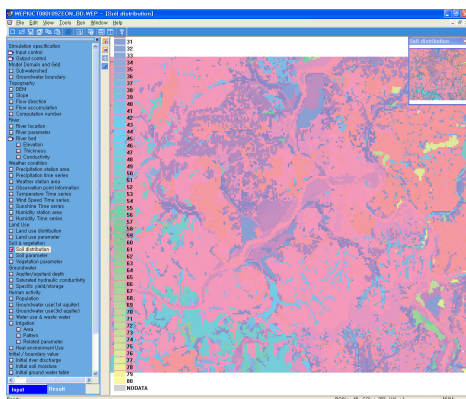 File Edit View Tools Run Window Help
Soil distribution
Simulation specification
Input control
Output control
Model Domain and Grid
Subwatershed
Groundwater boundary
Topography
DEM
Slope
Flow direction
Flow accumulation
Computation number
River
River location
River parameter
River bed
Elevation
Thickness
Conductivity
Weather condition
Precipitation station area
Precipitation time series
Weather station area
Observation point information
Temperature Time series
Wind Speed Time series
Sunshine Time series
Humidity station area
Humidity Time series
Land Use
Land use distribution
Land use parameter
Soil & vegetation
Soil distribution
Soil parameter
Vegetation parameter
Groundwater
Aquifer/aquitard depth
Saturated hydraulic conductivity
Specific yield/storage
Human activity
Population
Groundwater use(1st aquifer)
Groundwater use(3rd aquifer)
Water use & waste water
Irrigation
Area
Pattern
Related parameter
Heat environment Use
Initial / boundary value
Initial river discharge
Initial soil moisture
Initial ground water table
Input Result
31
32
33
34
35
36
37
38
39
40
41
42
43
44
45
46
47
48
49
50
51
52
53
54
55
56
57
58
59
60
61
62
63
64
65
66
67
68
69
70
71
72
73
74
75
76
77
78
79
80
NODATA